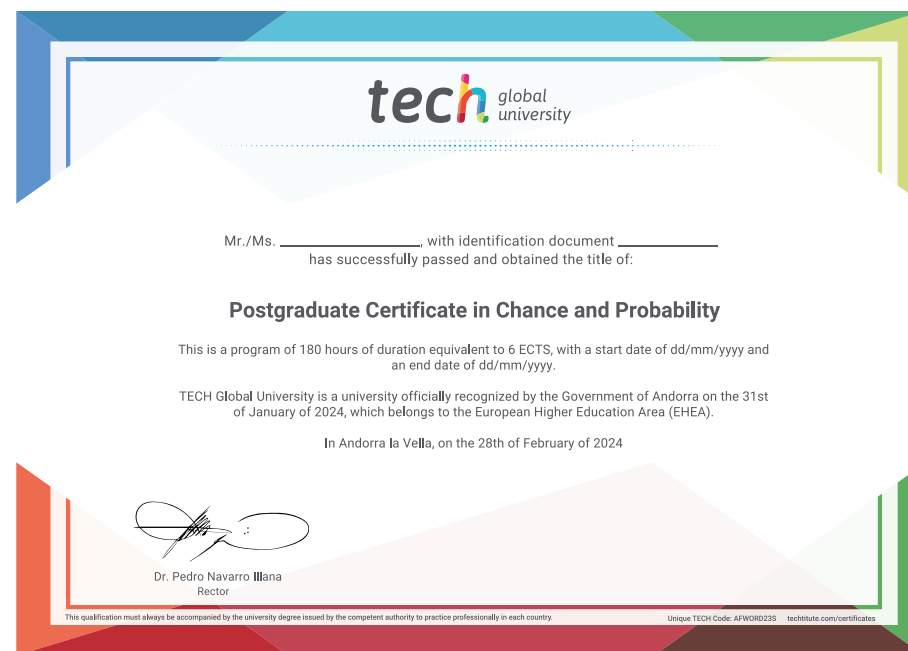 tech global university
Mr./Ms. ____________, with identification document ____________
has successfully passed and obtained the title of:
Postgraduate Certificate in Chance and Probability
This is a program of 180 hours of duration equivalent to 6 ECTS, with a start date of dd/mm/yyyy and
an end date of dd/mm/yyyy.
TECH Global University is a university officially recognized by the Government of Andorra on the 31st
of January of 2024, which belongs to the European Higher Education Area (EHEA).
In Andorra la Vella, on the 28th of February of 2024
Dr. Pedro Navarro Illana
Rector
This qualification must always be accompanied by the university degree issued by the competent authority to practice professionally in each country.
Unique TECH Code: AFWORD23S techtitute.com/certificates